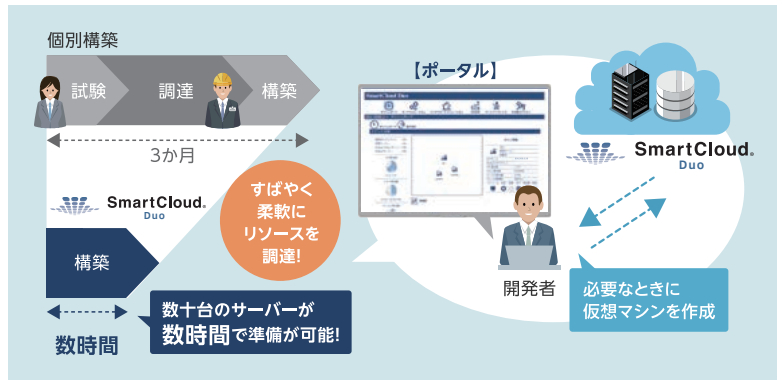 個別構築
試験
調達
構築
3か月
SmartCloud®
Duo
構築
数時間
すばやく
柔軟に
リソースを
調達!
数十台のサーバーが
数時間で準備が可能!
【ポータル】
SmartCloud Duo
開発者
SmartCloud®
Duo
必要なときに
仮想マシンを作成